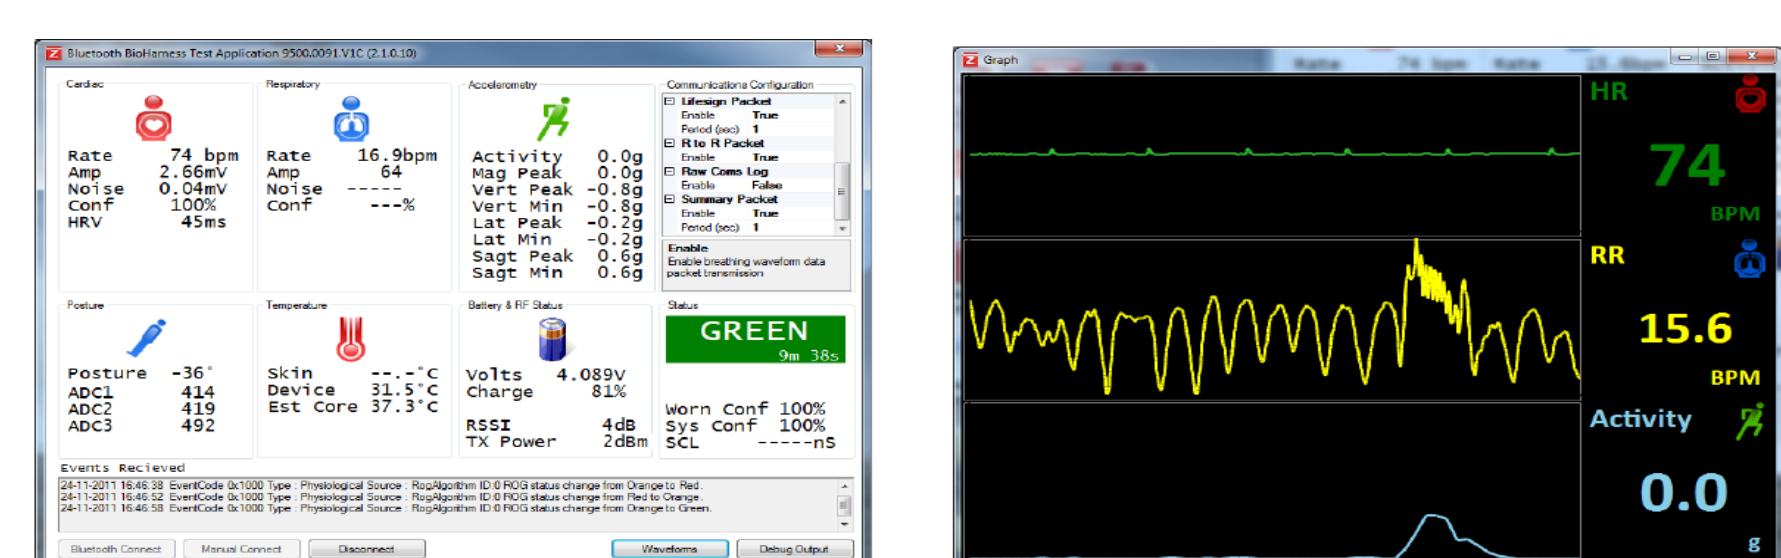 Bluetooth BioHarness Test Application 9500.0091.V1C (2.1.0.10)
Cardiac
Rate 74 bpm
Amp 2.66mV
Noise 0.04mV
Conf 100%
HRV 45ms
Respiratory
Rate 16.9bpm
Amp 64
Noise -----
Conf ---%
Accelerometry
Activity 0.0g
Mag Peak 0.0g
Vert Peak -0.8g
Vert Min -0.8g
Lat Peak -0.2g
Lat Min -0.2g
Sagt Peak 0.6g
Sagt Min 0.6g
Communications Configuration
Lifesign Packet
Enable True
Period (sec) 1
R to R Packet
Enable True
Raw Coms Log
Enable False
Summary Packet
Enable True
Period (sec) 1
Enable
Enable breathing waveform data
packet transmission
Posture
Posture -36°
ADC1 414
ADC2 419
ADC3 492
Temperature
Skin --.-°C
Device 31.5°C
Est Core 37.3°C
Battery & RF Status
Volts 4.089V
Charge 81%
RSSI 4dB
TX Power 2dBm
Status
GREEN
9m 38s
Worn Conf 100%
Sys Conf 100%
SCL -----nS
Events Recieved
24-11-2011 16:46:38 EventCode 0x1000 Type : Physiological Source : RogAlgorithm ID:0 ROG status change from Orange to Red.
24-11-2011 16:46:52 EventCode 0x1000 Type : Physiological Source : RogAlgorithm ID:0 ROG status change from Red to Orange.
24-11-2011 16:46:58 EventCode 0x1000 Type : Physiological Source : RogAlgorithm ID:0 ROG status change from Orange to Green.
Bluetooth Connect Manual Connect Disconnect Waveforms Debug Output
Graph
HR
74
BPM
RR
15.6
BPM
Activity
0.0
g